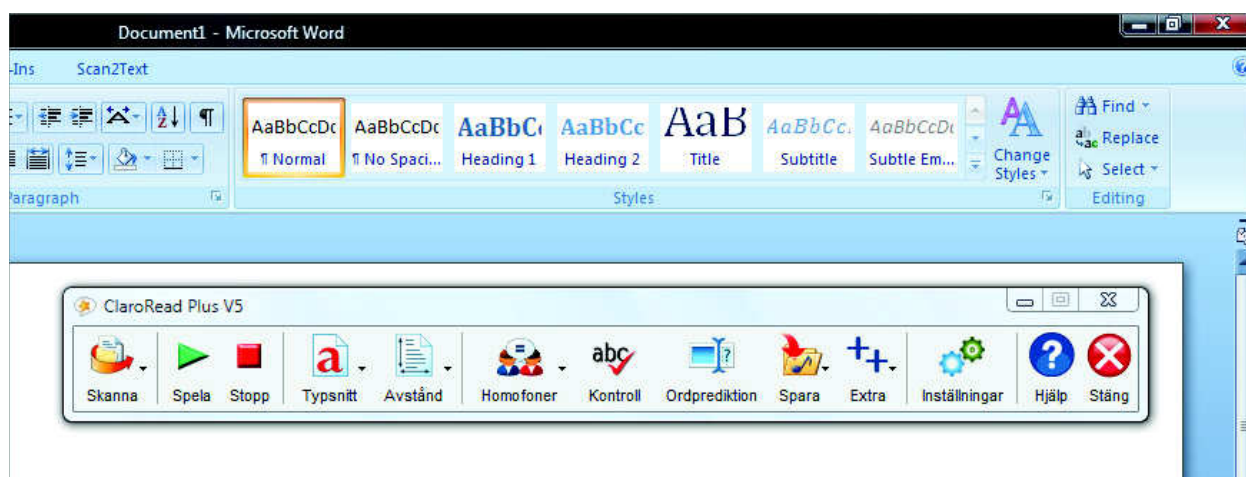 Document1 - Microsoft Word
-Ins Scan2Text
AaBbCcDc AaBbCcDc AaBbC AaBbCc AaB AaBbCc. AaBbCcDc
¶ Normal ¶ No Spaci... Heading 1 Heading 2 Title Subtitle Subtle Em...
Change
Styles
Find
Replace
Select
Paragraph Styles Editing
ClaroRead Plus V5
Skanna Spela Stopp Typsnitt Avstånd Homofoner Kontroll Ordprediktion Spara Extra Inställningar Hjälp Stäng